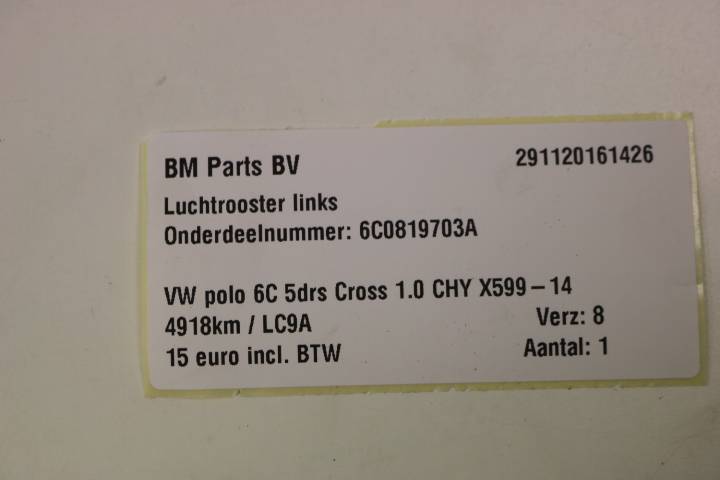 BM Parts BV 291120161426
Luchtrooster links
Onderdeelnummer: 6C0819703A
VW polo 6C 5drs Cross 1.0 CHY X599-14
4918km / LC9A Verz: 8
15 euro incl. BTW Aantal: 1